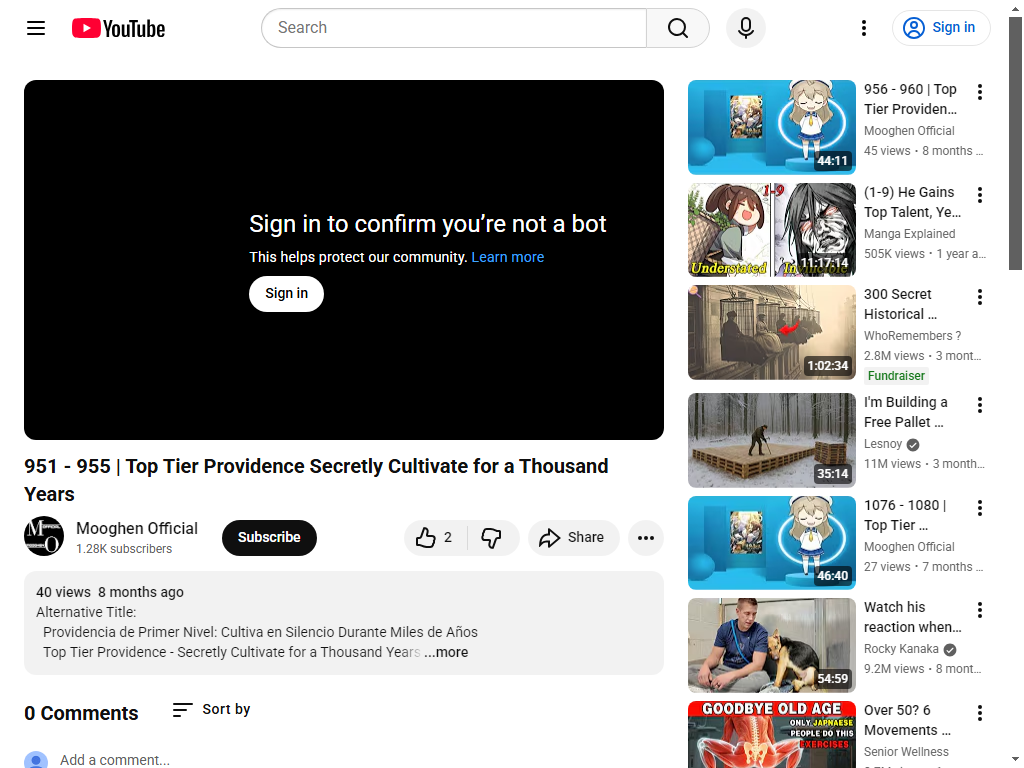 YouTube
Search
Sign in
Sign in to confirm you’re not a bot
This helps protect our community. Learn more
Sign in
951 - 955 | Top Tier Providence Secretly Cultivate for a Thousand
Years
Mooghen Official
1.28K subscribers
Subscribe
2
Share
40 views 8 months ago
Alternative Title:
Providencia de Primer Nivel: Cultiva en Silencio Durante Miles de Años
Top Tier Providence - Secretly Cultivate for a Thousand Years ...more
0 Comments
Sort by
Add a comment...
44:11
956 - 960 | Top
Tier Providen…
Mooghen Official
45 views • 8 months …
1-9
Understated
11:17:14
(1-9) He Gains
Top Talent, Ye…
Manga Explained
505K views • 1 year a…
1:02:34
300 Secret
Historical …
WhoRemembers ?
2.8M views • 3 mont…
Fundraiser
35:14
I'm Building a
Free Pallet …
Lesnoy
11M views • 3 month…
46:40
1076 - 1080 |
Top Tier …
Mooghen Official
27 views • 7 months …
54:59
Watch his
reaction when…
Rocky Kanaka
9.2M views • 8 mont…
GOODBYE OLD AGE
ONLY JAPNAESE
PEOPLE DO THIS
EXERCISES
Over 50? 6
Movements …
Senior Wellness